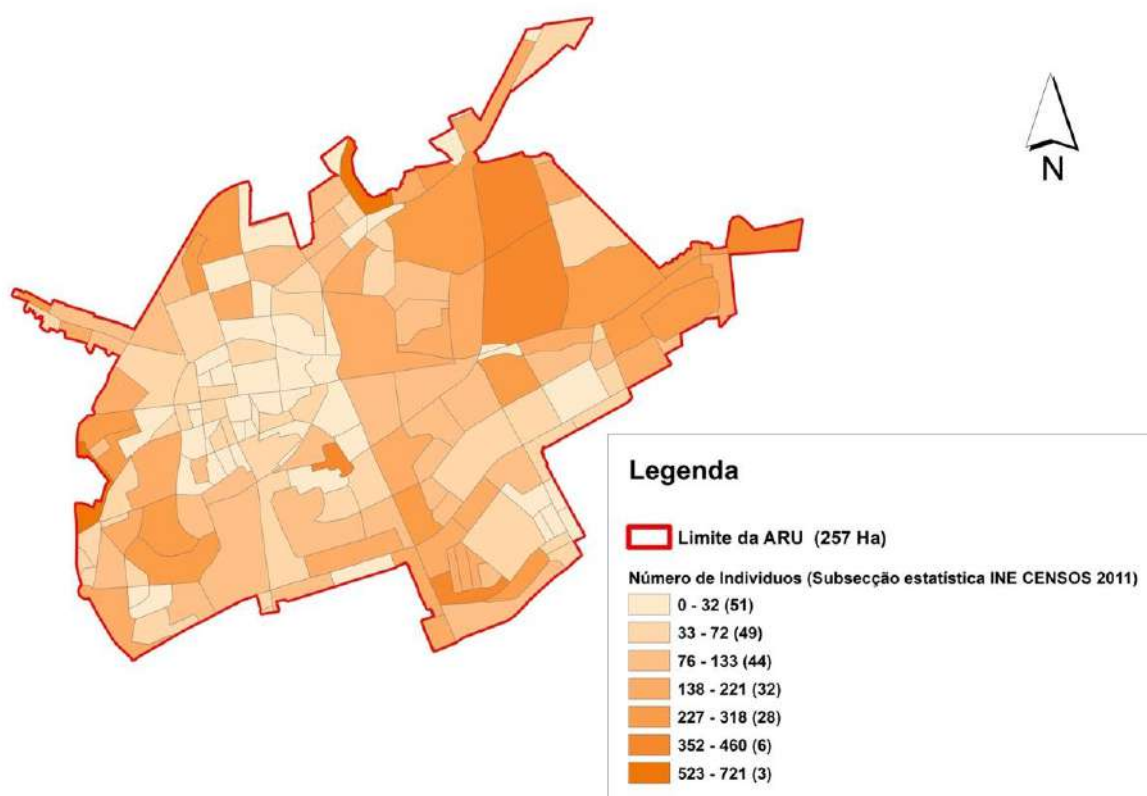 N
Legenda
Limite da ARU (257 Ha)
Número de Individuos (Subsecção estatística INE CENSOS 2011)
0 - 32 (51)
33 - 72 (49)
76 - 133 (44)
138 - 221 (32)
227 - 318 (28)
352 - 460 (6)
523 - 721 (3)